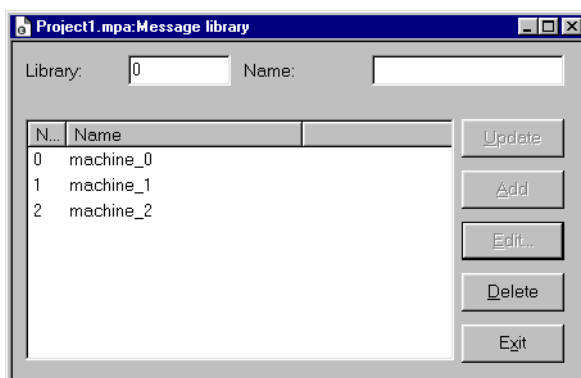 Project1.mpa:Message library
Library: 0 Name:
N... Name
0 machine_0
1 machine_1
2 machine_2
Update
Add
Edit...
Delete
Exit